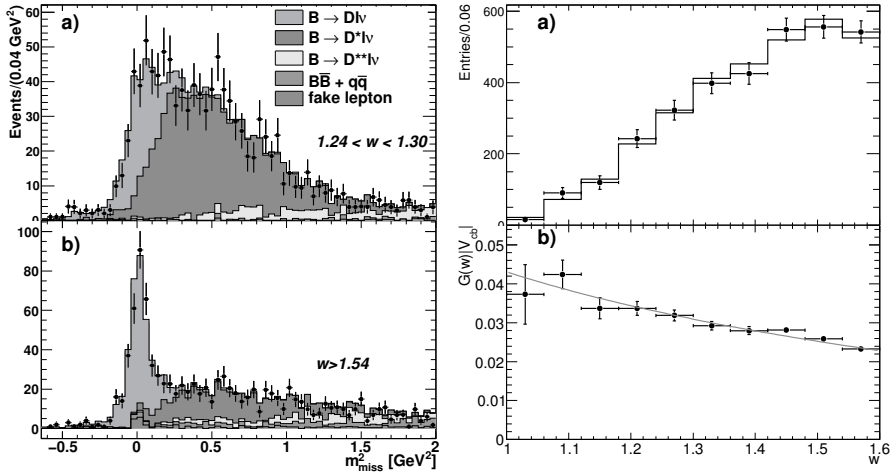 a)
Events/(0.04 GeV²)
60
50
40
30
20
10
0
B → Dlν
B → D*lν
B → D**lν
BB̅ + qq̅
fake lepton
1.24 < w < 1.30
b)
100
80
60
40
20
0
w>1.54
-0.5 0 0.5 1 1.5 2
m²miss [GeV²]
a)
Entries/0.06
600
400
200
0
b)
G(w)|Vcb|
0.05
0.04
0.03
0.02
0.01
0
1 1.1 1.2 1.3 1.4 1.5 1.6
w